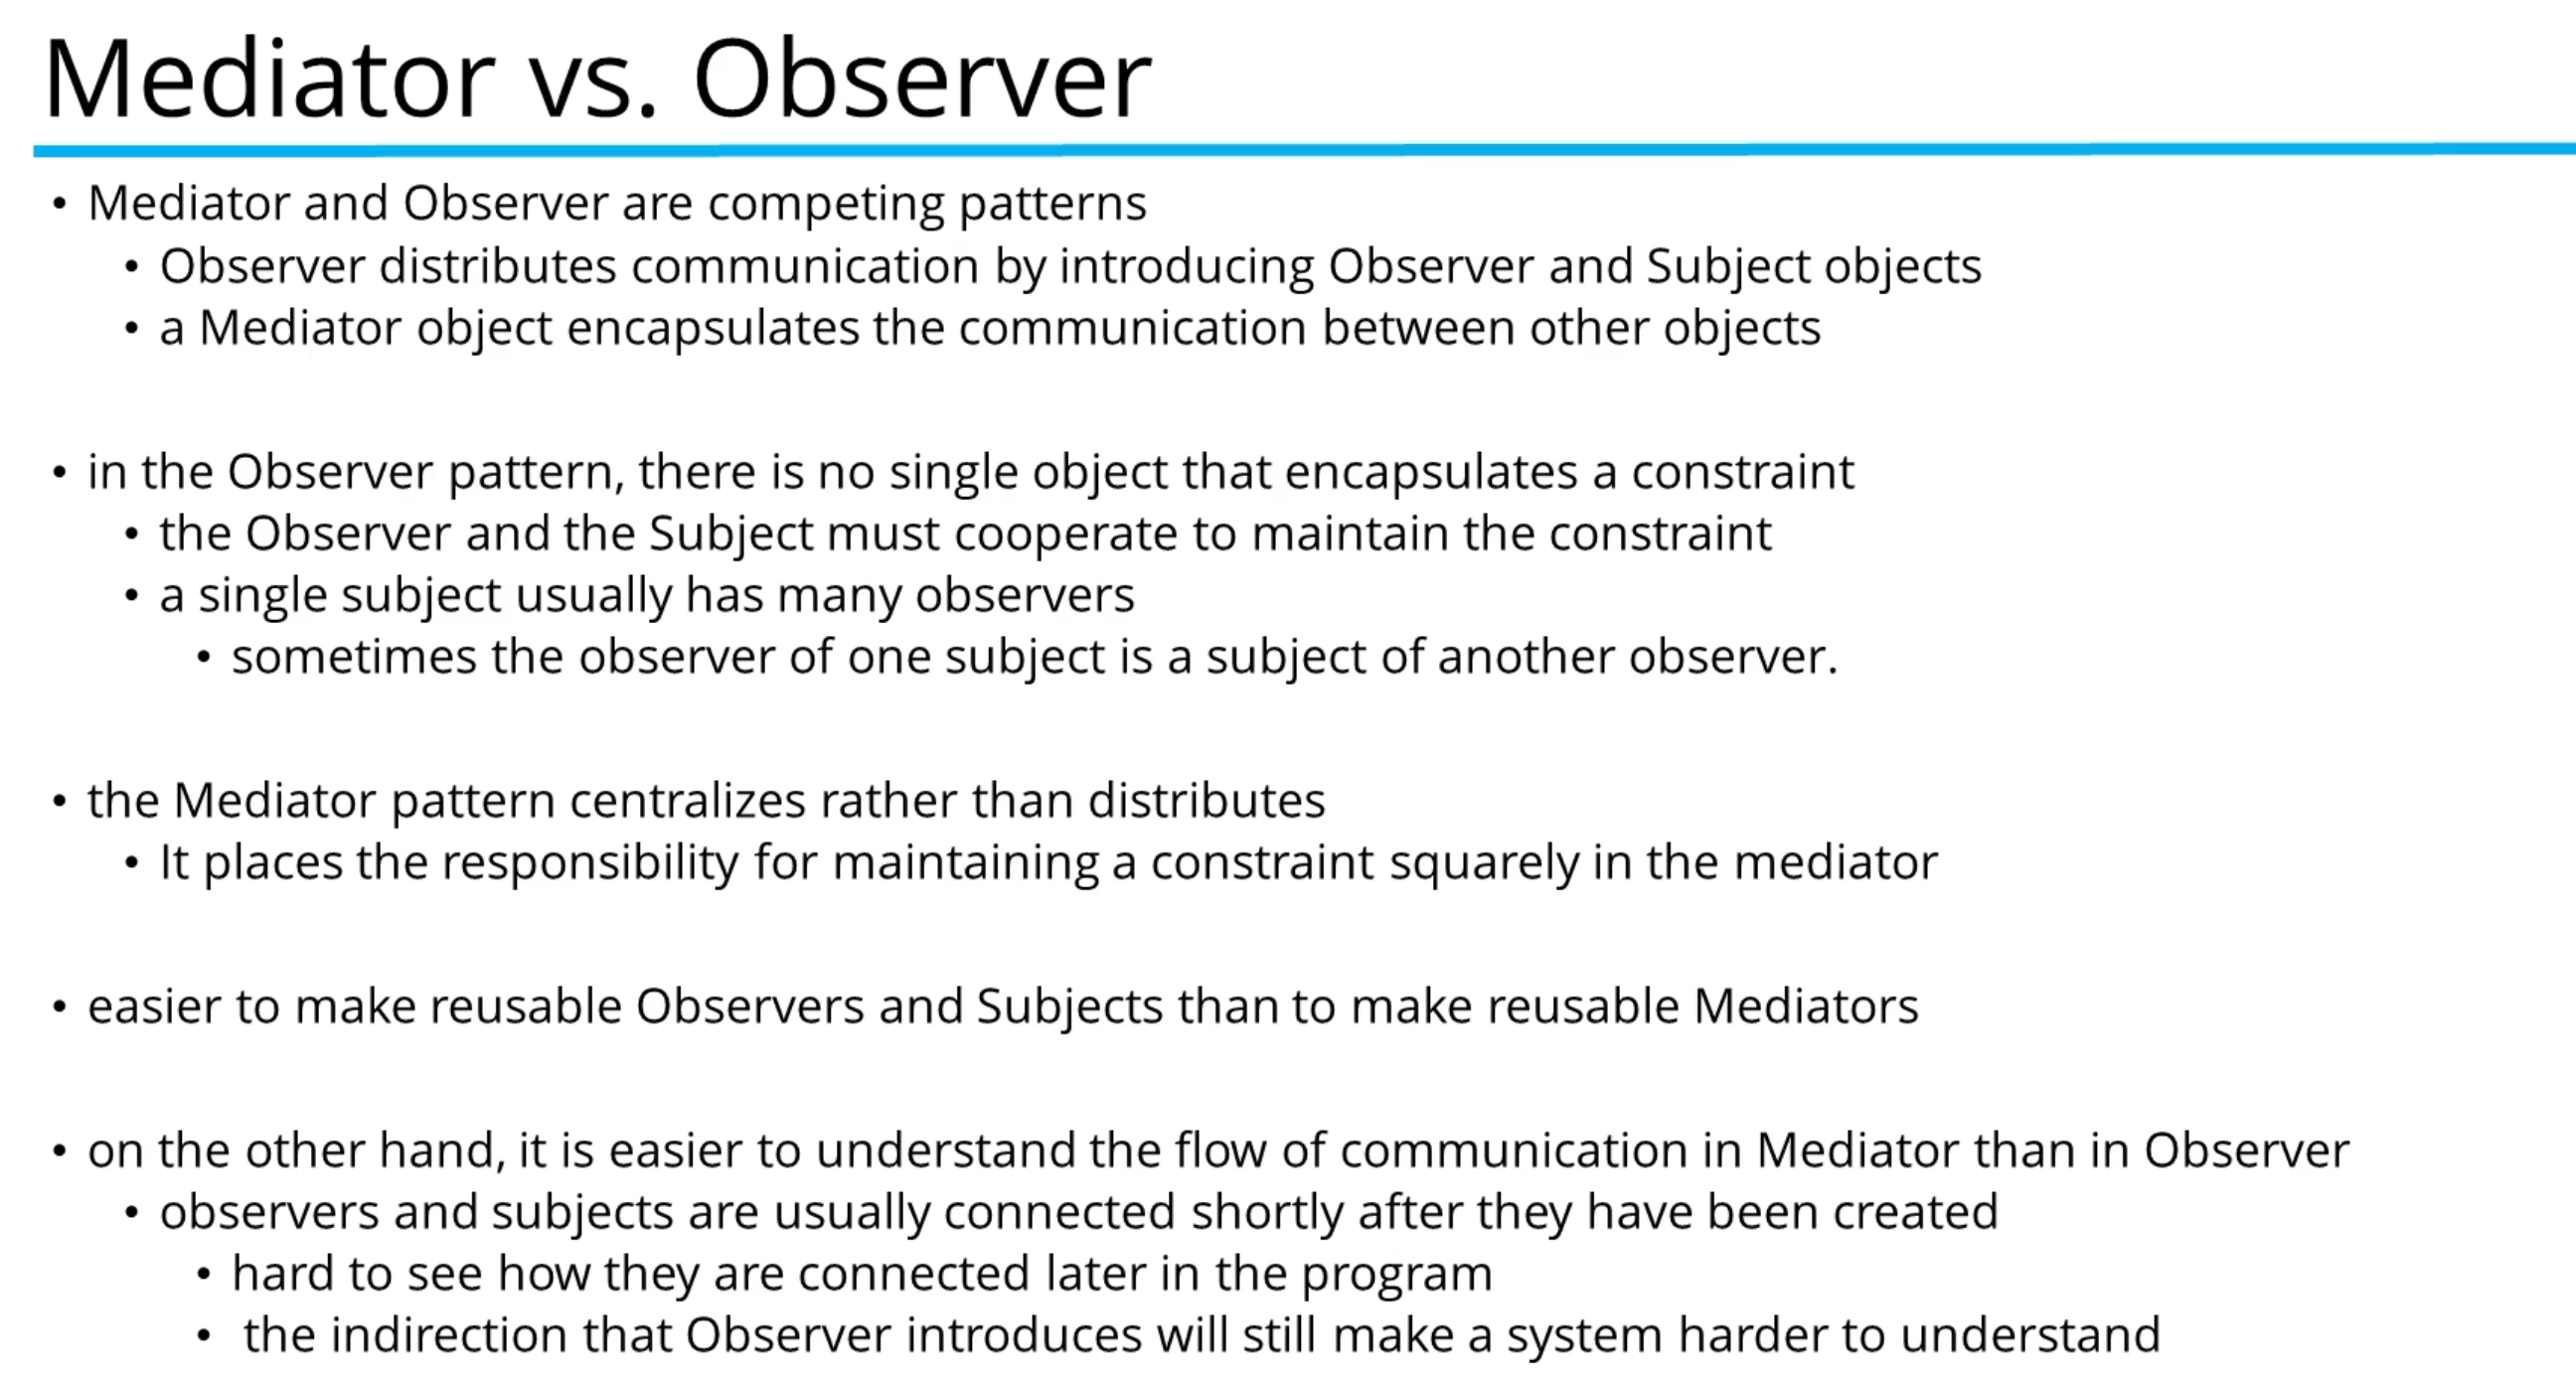 Mediator vs. Observer
• Mediator and Observer are competing patterns
• Observer distributes communication by introducing Observer and Subject objects
• a Mediator object encapsulates the communication between other objects
• in the Observer pattern, there is no single object that encapsulates a constraint
• the Observer and the Subject must cooperate to maintain the constraint
• a single subject usually has many observers
• sometimes the observer of one subject is a subject of another observer.
• the Mediator pattern centralizes rather than distributes
• It places the responsibility for maintaining a constraint squarely in the mediator
• easier to make reusable Observers and Subjects than to make reusable Mediators
• on the other hand, it is easier to understand the flow of communication in Mediator than in Observer
• observers and subjects are usually connected shortly after they have been created
• hard to see how they are connected later in the program
• the indirection that Observer introduces will still make a system harder to understand